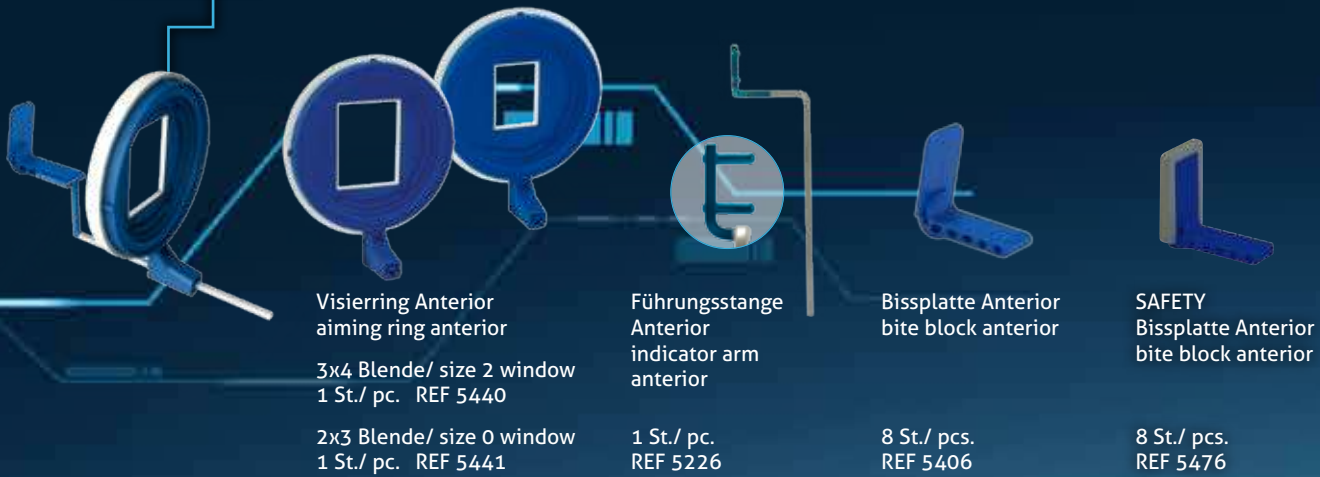 Visierring Anterior
aiming ring anterior
3x4 Blende/ size 2 window
1 St./ pc. REF 5440
2x3 Blende/ size 0 window
1 St./ pc. REF 5441
Führungsstange
Anterior
indicator arm
anterior
1 St./ pc.
REF 5226
Bissplatte Anterior
bite block anterior
8 St./ pcs.
REF 5406
SAFETY
Bissplatte Anterior
bite block anterior
8 St./ pcs.
REF 5476